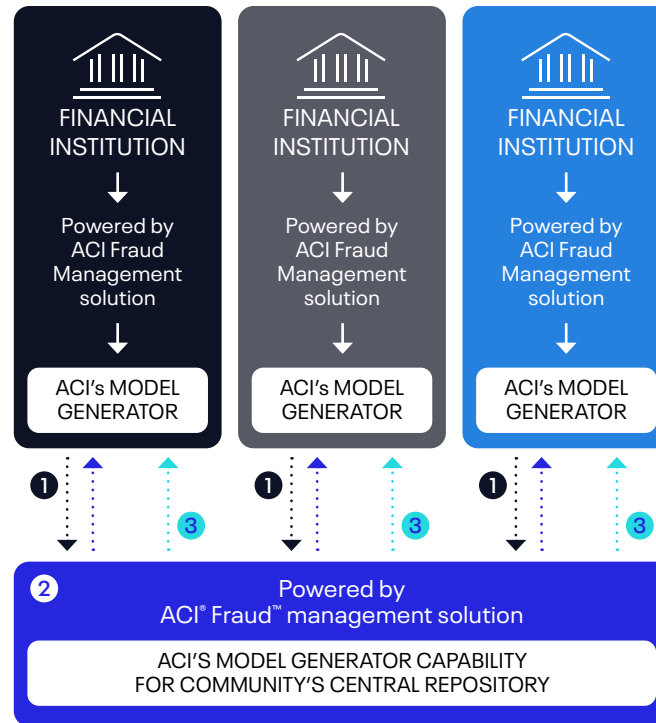 FINANCIAL
INSTITUTION
Powered by
ACI Fraud
Management
solution
ACI's MODEL
GENERATOR
FINANCIAL
INSTITUTION
Powered by
ACI Fraud
Management
solution
ACI's MODEL
GENERATOR
FINANCIAL
INSTITUTION
Powered by
ACI Fraud
Management
solution
ACI's MODEL
GENERATOR
1
3
1
3
1
3
2
Powered by
ACI® Fraud™ management solution
ACI'S MODEL GENERATOR CAPABILITY
FOR COMMUNITY'S CENTRAL REPOSITORY